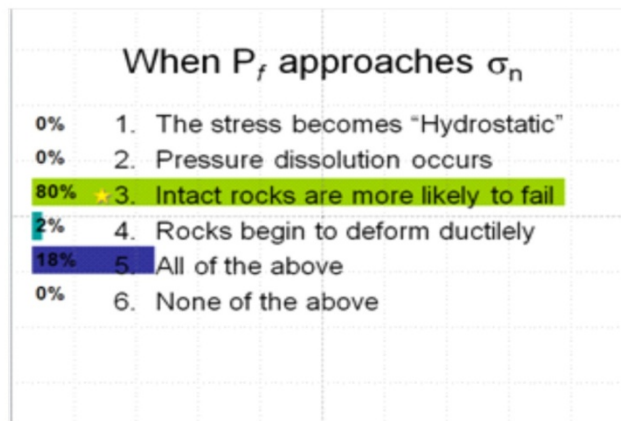 When Pf approaches σn
0% 1. The stress becomes “Hydrostatic”
0% 2. Pressure dissolution occurs
80% 3. Intact rocks are more likely to fail
2% 4. Rocks begin to deform ductilely
18% 5. All of the above
0% 6. None of the above